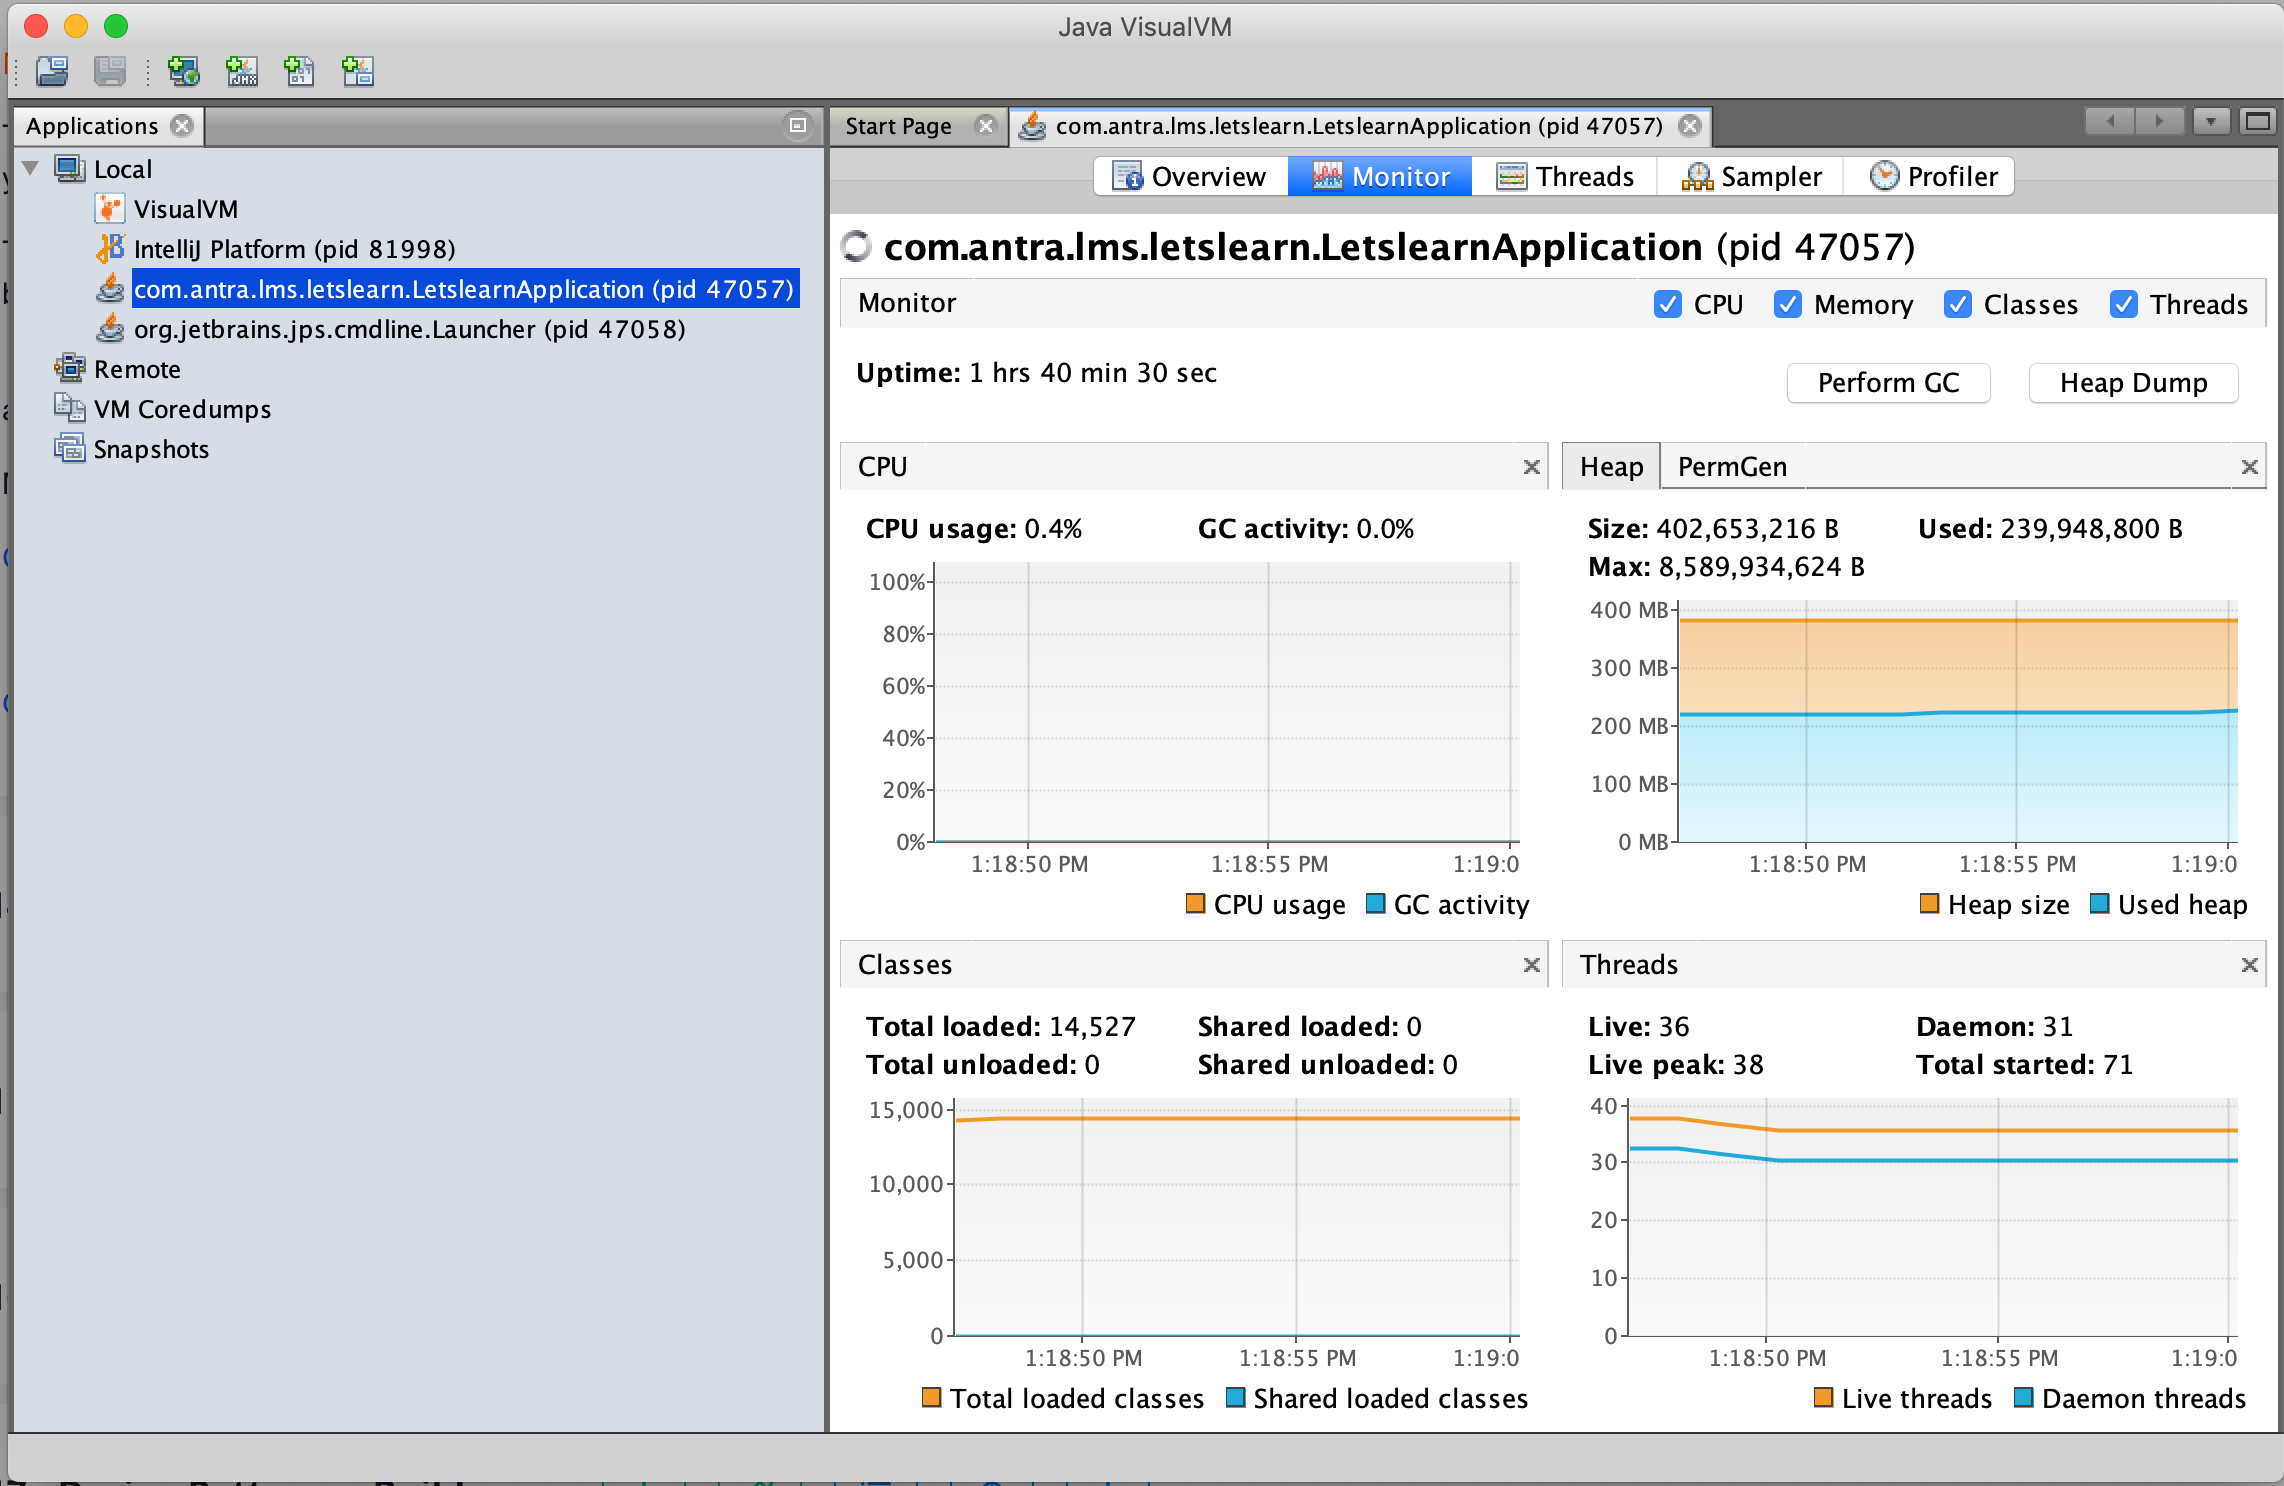 Java VisualVM
Applications
Start Page
com.antra.lms.letslearn.LetslearnApplication (pid 47057)
Local
VisualVM
IntelliJ Platform (pid 81998)
com.antra.lms.letslearn.LetslearnApplication (pid 47057)
org.jetbrains.jps.cmdline.Launcher (pid 47058)
Remote
VM Coredumps
Snapshots
Overview Monitor Threads Sampler Profiler
com.antra.lms.letslearn.LetslearnApplication (pid 47057)
Monitor CPU Memory Classes Threads
Uptime: 1 hrs 40 min 30 sec
Perform GC Heap Dump
CPU
CPU usage: 0.4% GC activity: 0.0%
100%
80%
60%
40%
20%
0%
1:18:50 PM 1:18:55 PM 1:19:0
CPU usage GC activity
Heap PermGen
Size: 402,653,216 B Used: 239,948,800 B
Max: 8,589,934,624 B
400 MB
300 MB
200 MB
100 MB
0 MB
1:18:50 PM 1:18:55 PM 1:19:0
Heap size Used heap
Classes
Total loaded: 14,527 Shared loaded: 0
Total unloaded: 0 Shared unloaded: 0
15,000
10,000
5,000
0
1:18:50 PM 1:18:55 PM 1:19:0
Total loaded classes Shared loaded classes
Threads
Live: 36 Daemon: 31
Live peak: 38 Total started: 71
40
30
20
10
0
1:18:50 PM 1:18:55 PM 1:19:0
Live threads Daemon threads